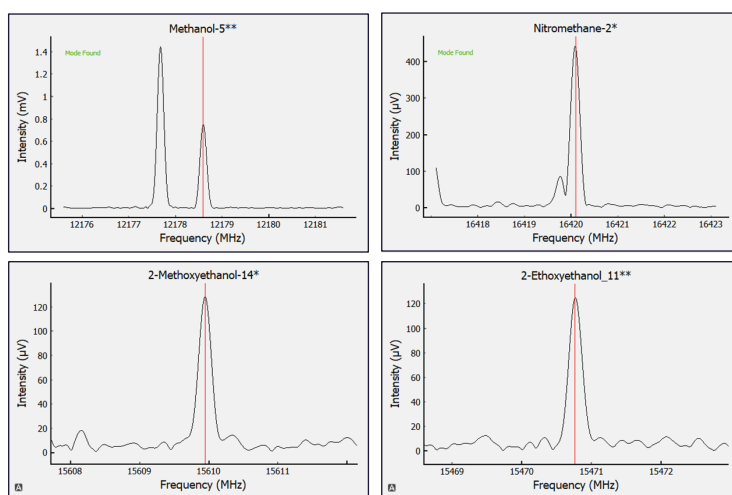 Methanol-5**
Mode Found
Intensity (mV)
1.4
1.2
1
0.8
0.6
0.4
0.2
0
12176 12177 12178 12179 12180 12181
Frequency (MHz)
Nitromethane-2*
Mode Found
Intensity (µV)
400
300
200
100
0
16418 16419 16420 16421 16422 16423
Frequency (MHz)
2-Methoxyethanol-14*
Intensity (µV)
120
100
80
60
40
20
0
15608 15609 15610 15611
Frequency (MHz)
A
2-Ethoxyethanol_11**
Intensity (µV)
120
100
80
60
40
20
0
15469 15470 15471 15472
Frequency (MHz)
A